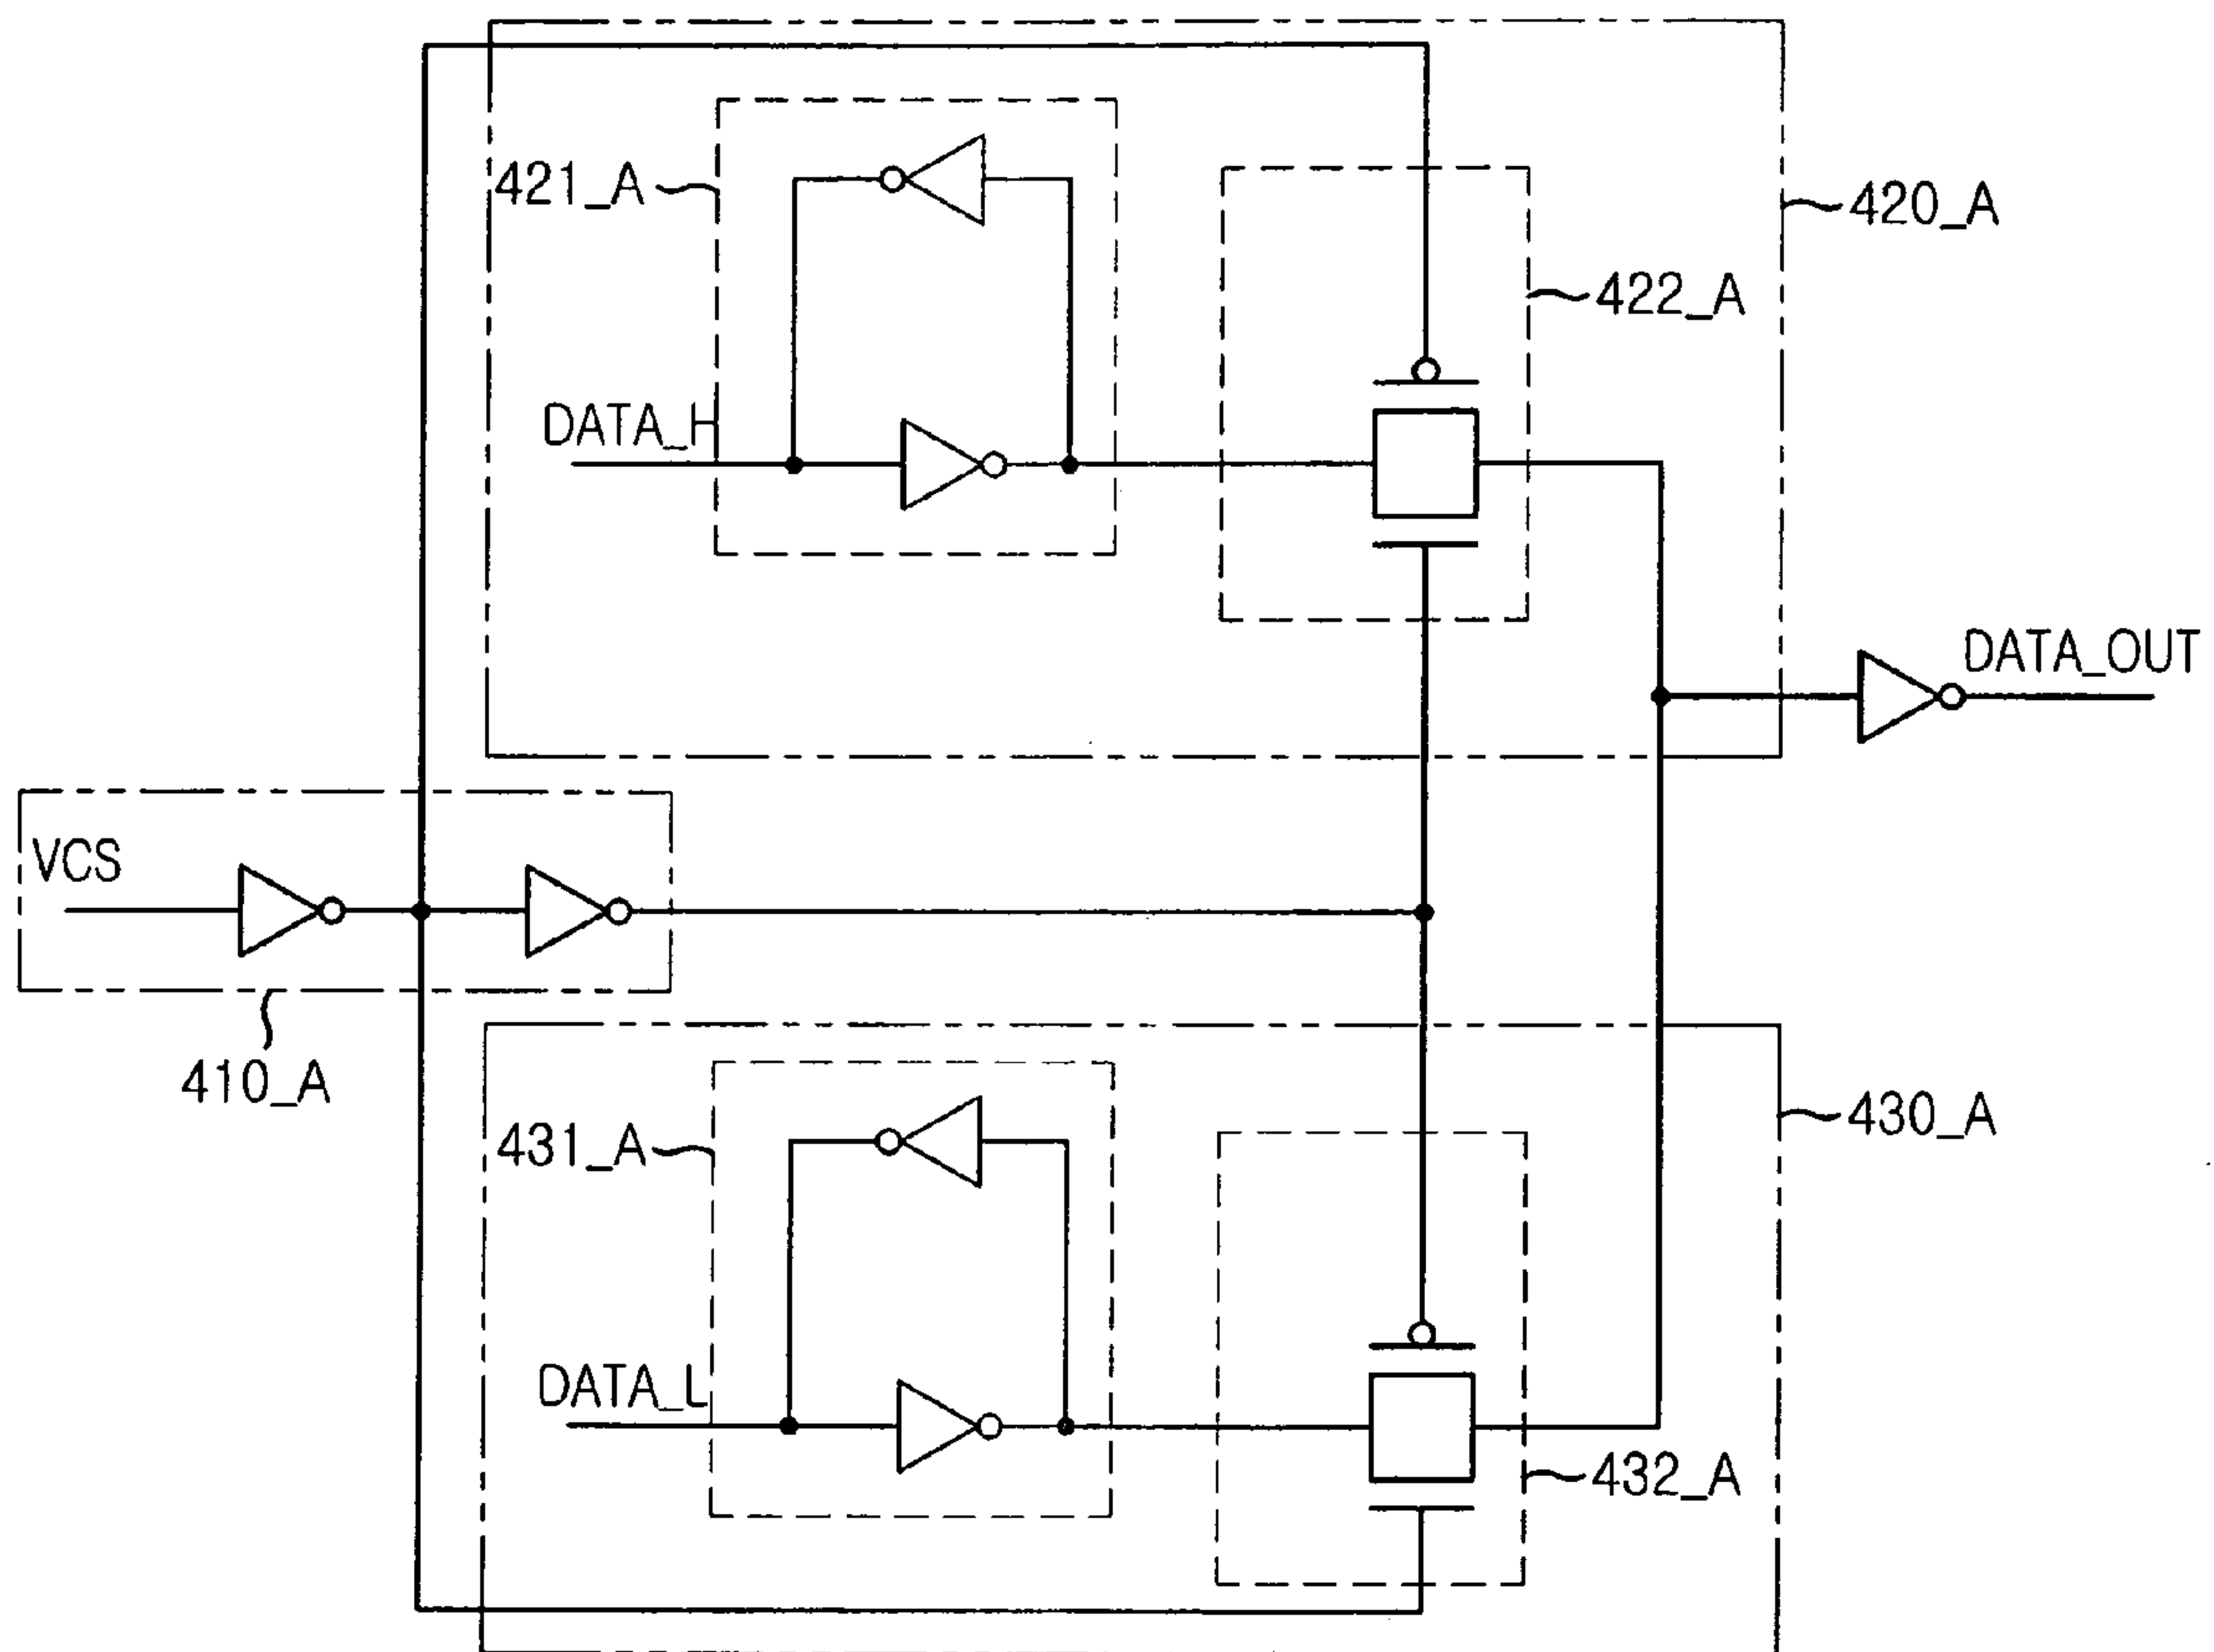 421_A
420_A
422_A
DATA_H
DATA_OUT
VCS
410_A
431_A
430_A
DATA_L
432_A